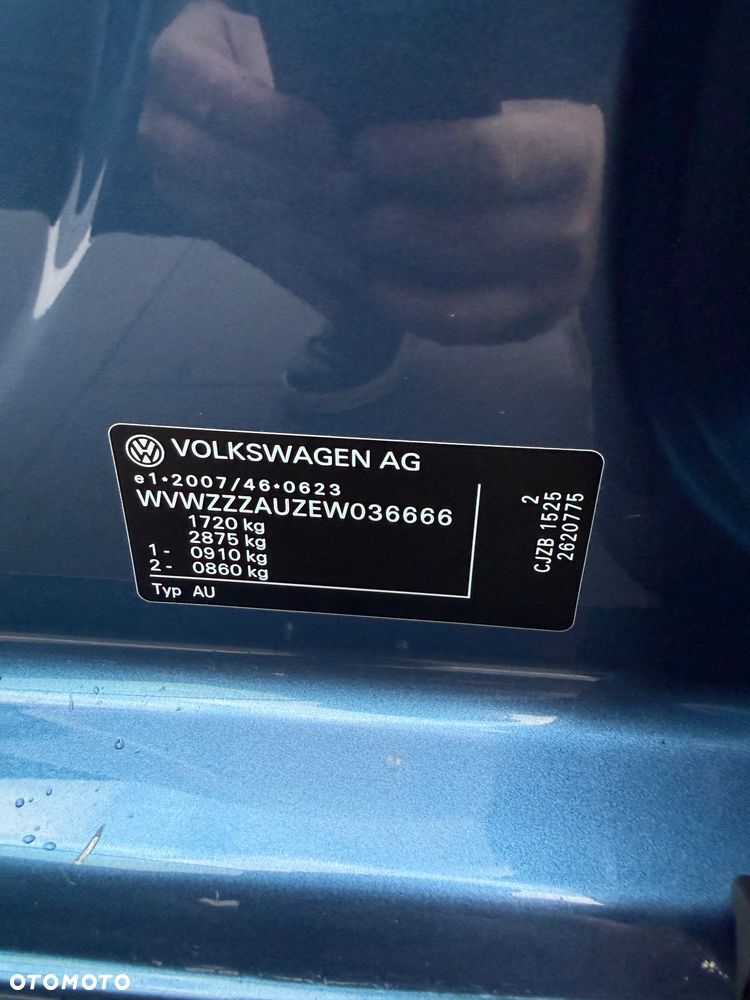 VOLKSWAGEN AG
e1*2007/46*0623
WVWZZZAUZEW036666
1720 kg
2875 kg
1 - 0910 kg
2 - 0860 kg
Typ AU
2
CJZB 1525
2620775
OTOMOTO